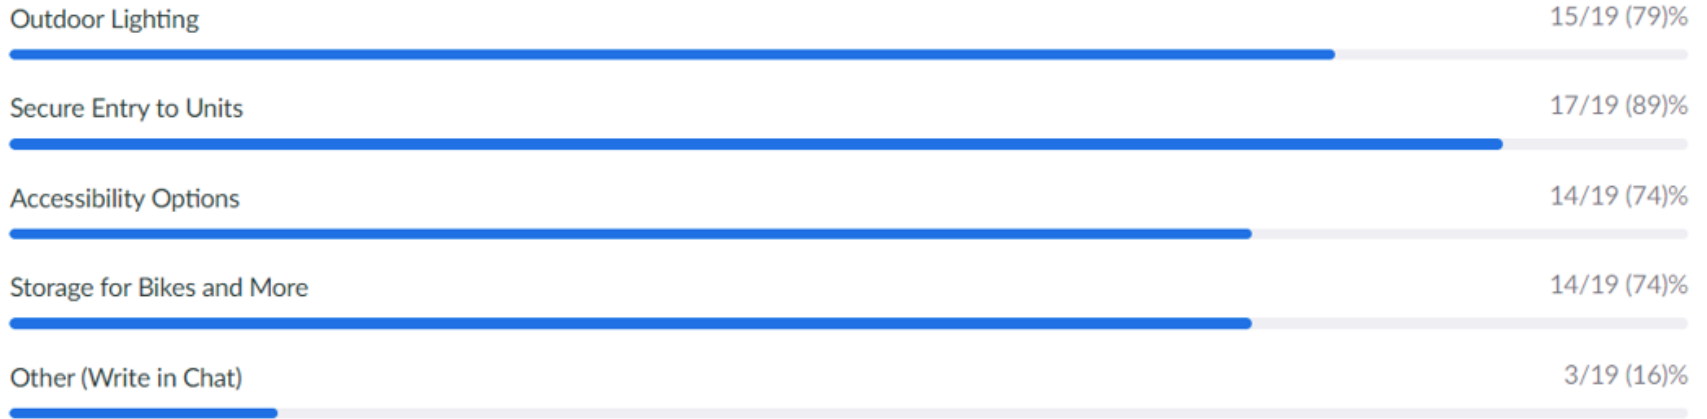 Outdoor Lighting 15/19 (79)%
Secure Entry to Units 17/19 (89)%
Accessibility Options 14/19 (74)%
Storage for Bikes and More 14/19 (74)%
Other (Write in Chat) 3/19 (16)%